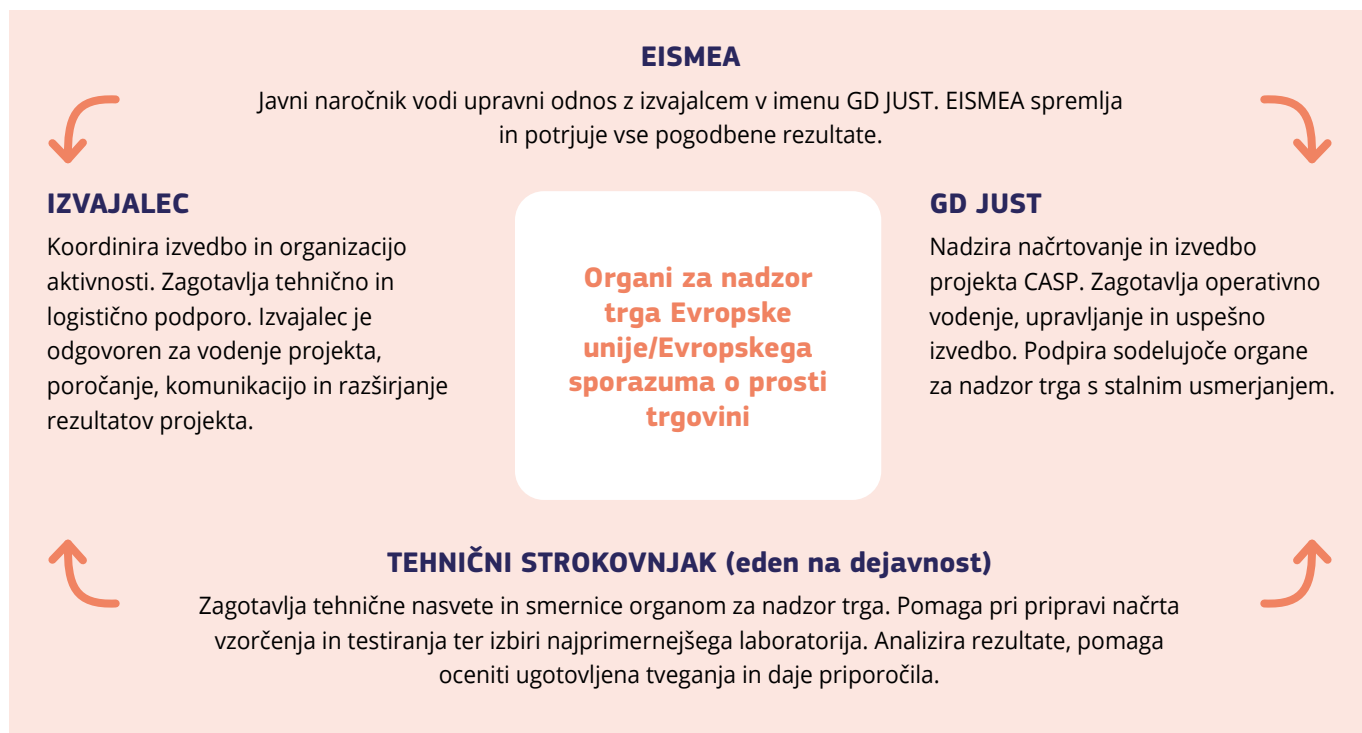 EISMEA
Javni naročnik vodi upravni odnos z izvajalcem v imenu GD JUST. EISMEA spremlja
in potrjuje vse pogodbene rezultate.
IZVAJALEC
Koordinira izvedbo in organizacijo
aktivnosti. Zagotavlja tehnično in
logistično podporo. Izvajalec je
odgovoren za vodenje projekta,
poročanje, komunikacijo in razširjanje
rezultatov projekta.
Organi za nadzor
trga Evropske
unije/Evropskega
sporazuma o prosti
trgovini
GD JUST
Nadzira načrtovanje in izvedbo
projekta CASP. Zagotavlja operativno
vodenje, upravljanje in uspešno
izvedbo. Podpira sodelujoče organe
za nadzor trga s stalnim usmerjanjem.
TEHNIČNI STROKOVNJAK (eden na dejavnost)
Zagotavlja tehnične nasvete in smernice organom za nadzor trga. Pomaga pri pripravi načrta
vzorčenja in testiranja ter izbiri najprimernejšega laboratorija. Analizira rezultate, pomaga
oceniti ugotovljena tveganja in daje priporočila.